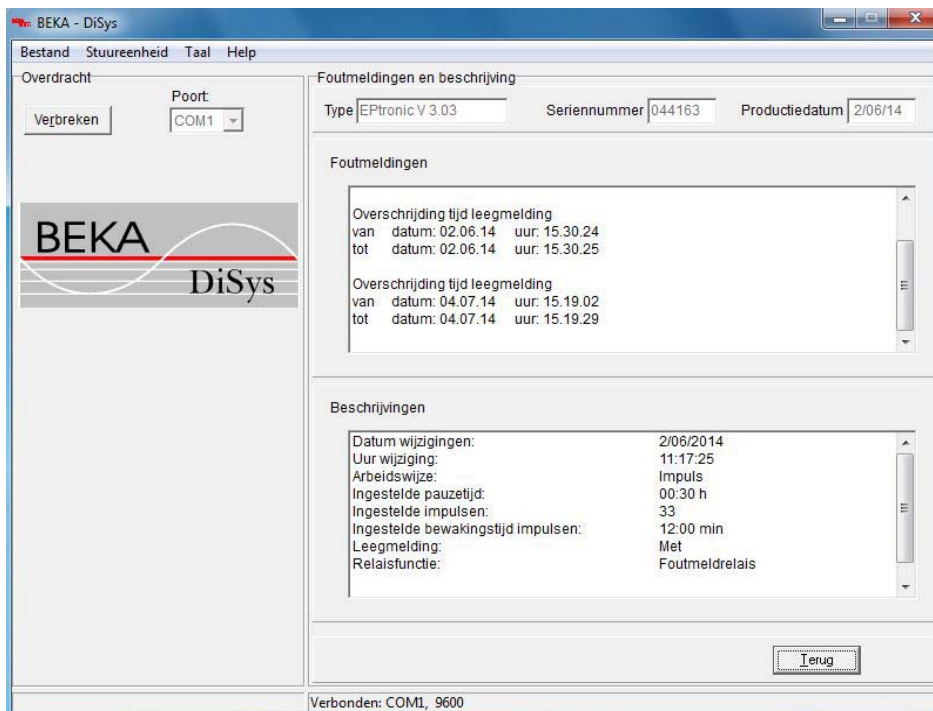 BEKA - DiSys
Bestand Stuureenheid Taal Help
Overdracht
Poort:
Verbreken COM1
BEKA
DiSys
Foutmeldingen en beschrijving
Type EPtronic V 3.03 Seriennummer 044163 Productiedatum 2/06/14
Foutmeldingen
Overschrijding tijd leegmelding
van datum: 02.06.14 uur: 15.30.24
tot datum: 02.06.14 uur: 15.30.25
Overschrijding tijd leegmelding
van datum: 04.07.14 uur: 15.19.02
tot datum: 04.07.14 uur: 15.19.29
Beschrijvingen
Datum wijzigingen: 2/06/2014
Uur wijziging: 11:17:25
Arbeidswijze: Impuls
Ingestelde pauzetijd: 00:30 h
Ingestelde impulsen: 33
Ingestelde bewakingstijd impulsen: 12:00 min
Leegmelding: Met
Relaisfunctie: Foutmeldrelais
Terug
Verbonden: COM1, 9600